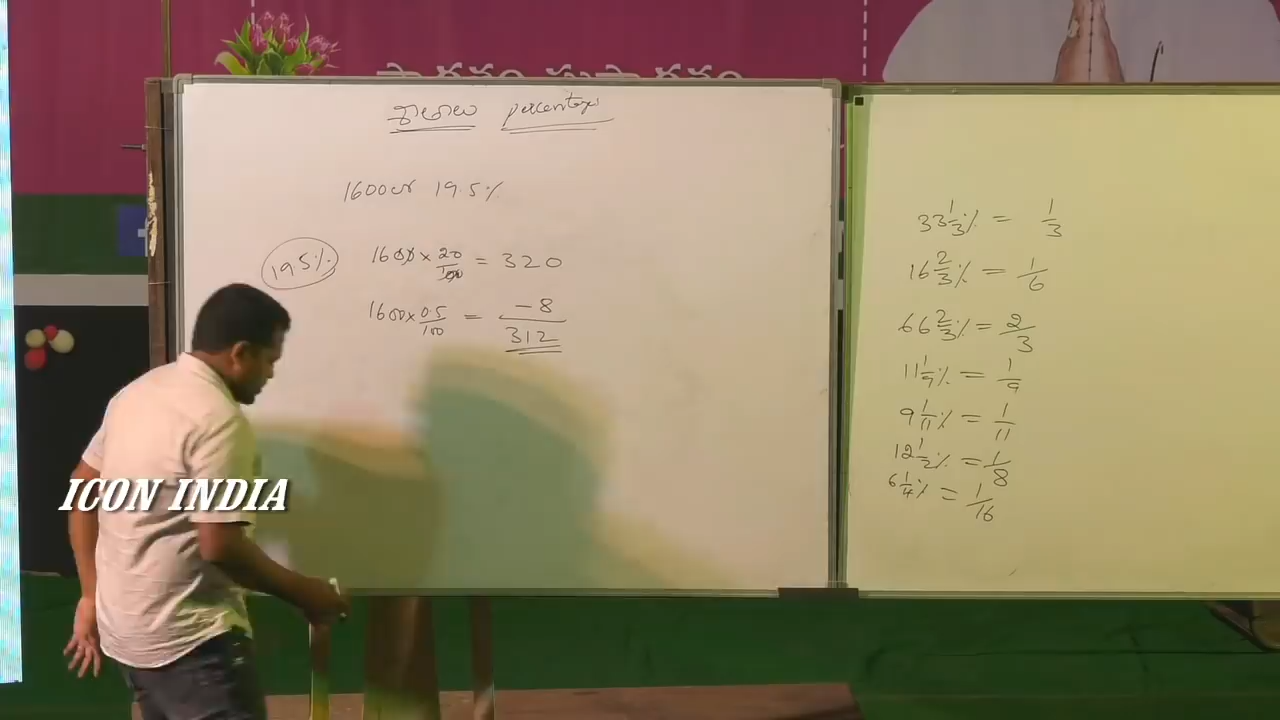 శాతాలు percentage
1600లో 19.5%
19.5%
1600 × 20/100 = 320
1600 × 0.5/100 = -8
312
33 1/3 % = 1/3
16 2/3 % = 1/6
66 2/3 % = 2/3
11 1/9 % = 1/9
9 1/11 % = 1/11
12 1/2 % = 1/8
6 1/4 % = 1/16
ICON INDIA